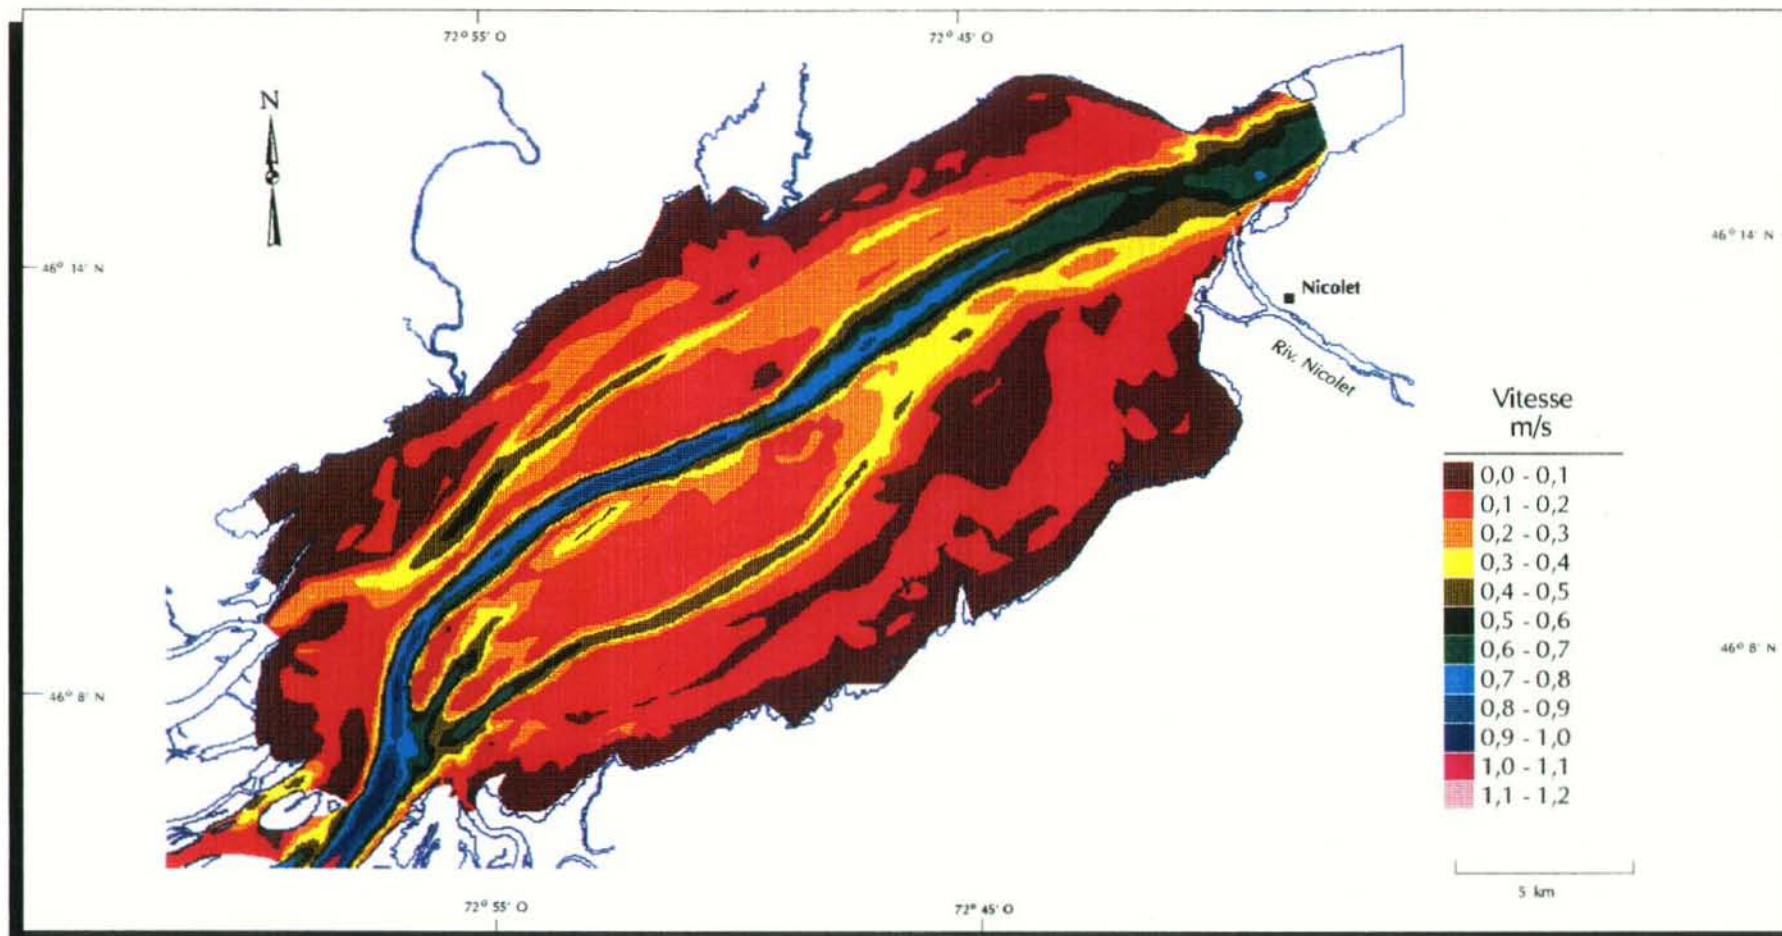 72° 55' O
72° 45' O
N
46° 14' N
46° 14' N
Nicolet
Riv. Nicolet
Vitesse
m/s
0,0 - 0,1
0,1 - 0,2
0,2 - 0,3
0,3 - 0,4
0,4 - 0,5
0,5 - 0,6
0,6 - 0,7
0,7 - 0,8
0,8 - 0,9
0,9 - 1,0
1,0 - 1,1
1,1 - 1,2
46° 8' N
46° 8' N
5 km
72° 55' O
72° 45' O